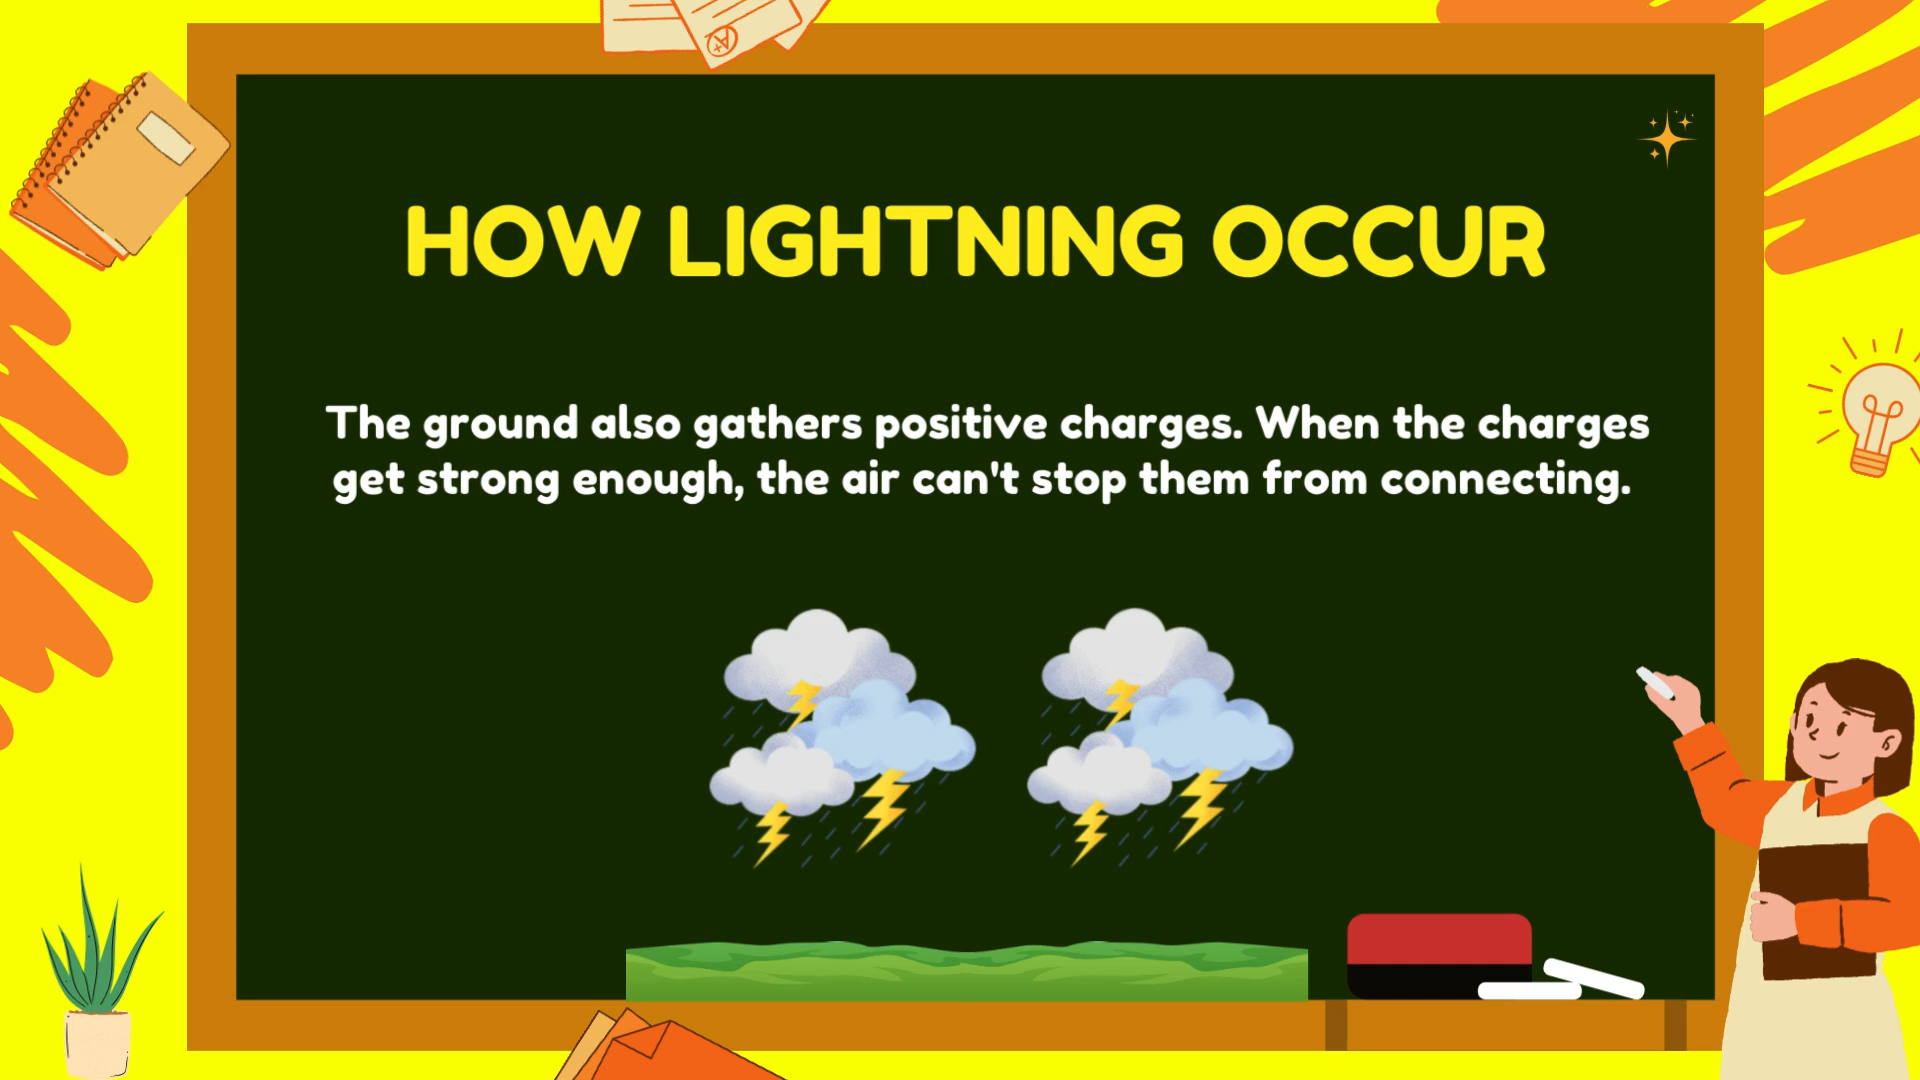 A+
HOW LIGHTNING OCCUR
The ground also gathers positive charges. When the charges
get strong enough, the air can't stop them from connecting.